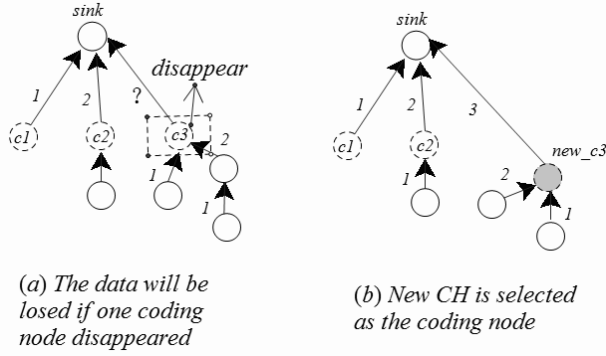 sink
disappear
1
2
?
c1
c2
c3
2
1
1
(a) The data will be
losed if one coding
node disappeared
sink
1
2
3
c1
c2
new_c3
1
2
1
(b) New CH is selected
as the coding node